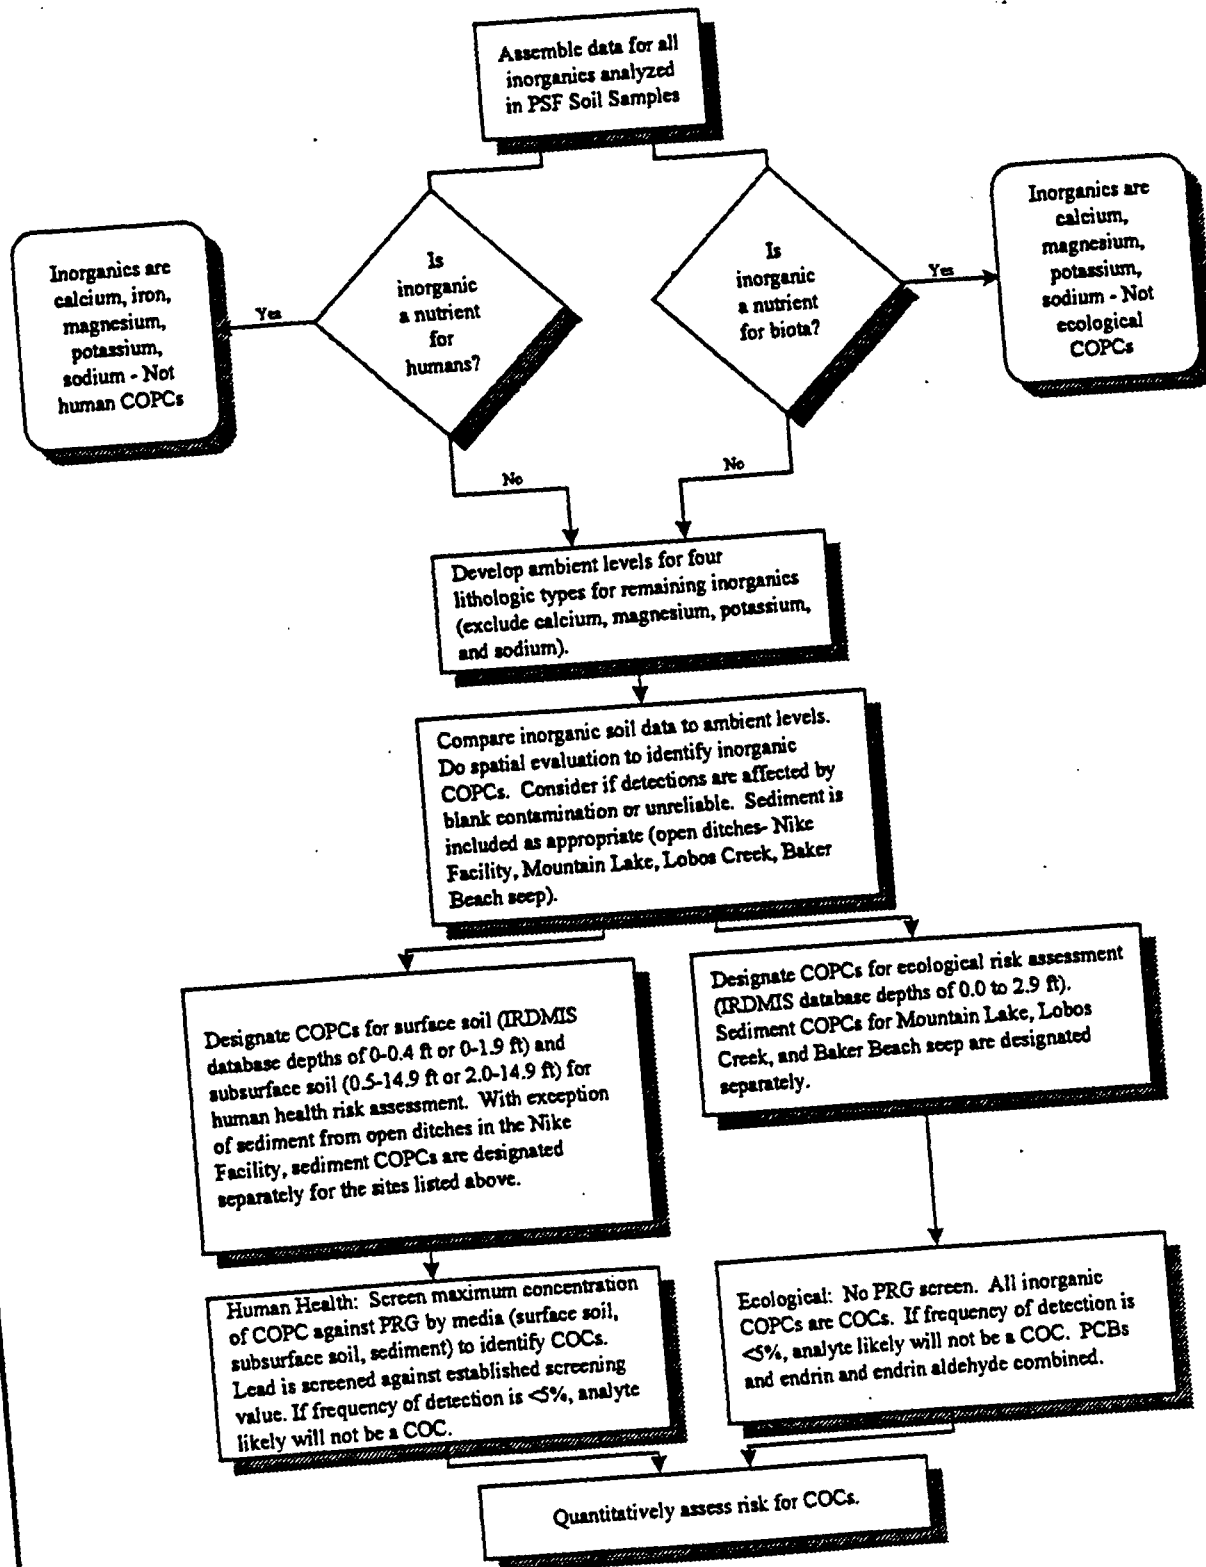 Assemble data for all
inorganics analyzed
in PSF Soil Samples
Is
inorganic
a nutrient
for
humans?
Is
inorganic
a nutrient
for biota?
Yes
Inorganics are
calcium, iron,
magnesium,
potassium,
sodium - Not
human COPCs
Yes
Inorganics are
calcium,
magnesium,
potassium,
sodium - Not
ecological
COPCs
No
No
Develop ambient levels for four
lithologic types for remaining inorganics
(exclude calcium, magnesium, potassium,
and sodium).
Compare inorganic soil data to ambient levels.
Do spatial evaluation to identify inorganic
COPCs. Consider if detections are affected by
blank contamination or unreliable. Sediment is
included as appropriate (open ditches- Nike
Facility, Mountain Lake, Lobos Creek, Baker
Beach seep).
Designate COPCs for surface soil (IRDMIS
database depths of 0-0.4 ft or 0-1.9 ft) and
subsurface soil (0.5-14.9 ft or 2.0-14.9 ft) for
human health risk assessment. With exception
of sediment from open ditches in the Nike
Facility, sediment COPCs are designated
separately for the sites listed above.
Designate COPCs for ecological risk assessment
(IRDMIS database depths of 0.0 to 2.9 ft).
Sediment COPCs for Mountain Lake, Lobos
Creek, and Baker Beach seep are designated
separately.
Human Health: Screen maximum concentration
of COPC against PRG by media (surface soil,
subsurface soil, sediment) to identify COCs.
Lead is screened against established screening
value. If frequency of detection is <5%, analyte
likely will not be a COC.
Ecological: No PRG screen. All inorganic
COPCs are COCs. If frequency of detection is
<5%, analyte likely will not be a COC. PCBs
and endrin and endrin aldehyde combined.
Quantitatively assess risk for COCs.